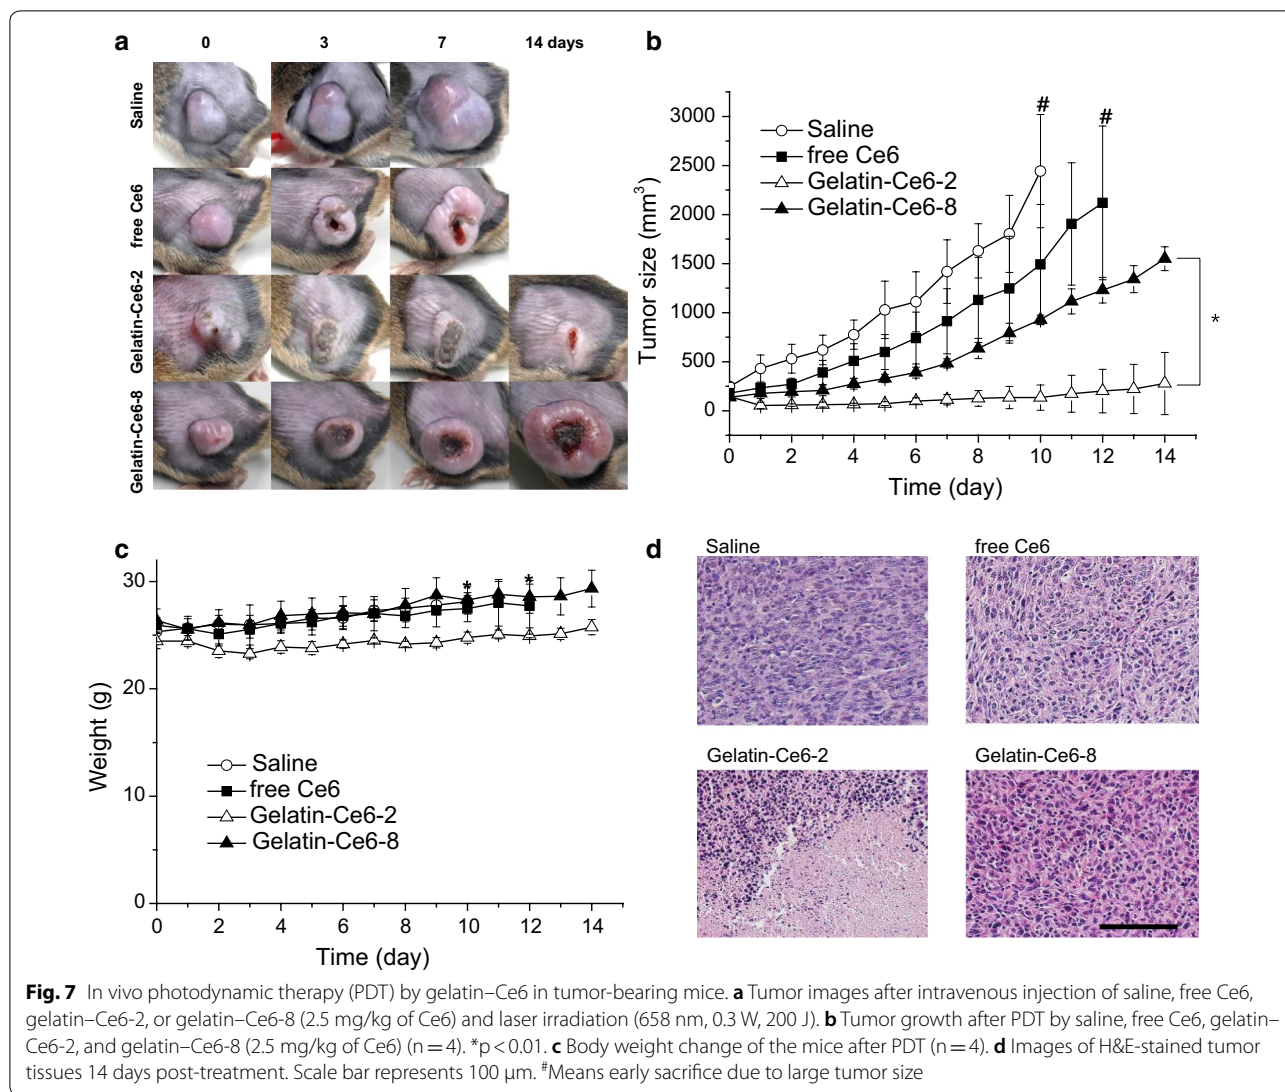 a
0 3 7 14 days
Saline
free Ce6
Gelatin-Ce6-2
Gelatin-Ce6-8
b
Tumor size (mm³)
3000
2500
2000
1500
1000
500
0
Saline
free Ce6
Gelatin-Ce6-2
Gelatin-Ce6-8
#
#
*
0 2 4 6 8 10 12 14
Time (day)
c
Weight (g)
30
20
10
0
* *
Saline
free Ce6
Gelatin-Ce6-2
Gelatin-Ce6-8
0 2 4 6 8 10 12 14
Time (day)
d
Saline
free Ce6
Gelatin-Ce6-2
Gelatin-Ce6-8
Fig. 7 In vivo photodynamic therapy (PDT) by gelatin–Ce6 in tumor-bearing mice. a Tumor images after intravenous injection of saline, free Ce6,
gelatin–Ce6-2, or gelatin–Ce6-8 (2.5 mg/kg of Ce6) and laser irradiation (658 nm, 0.3 W, 200 J). b Tumor growth after PDT by saline, free Ce6, gelatin–
Ce6-2, and gelatin–Ce6-8 (2.5 mg/kg of Ce6) (n = 4). *p < 0.01. c Body weight change of the mice after PDT (n = 4). d Images of H&E-stained tumor
tissues 14 days post-treatment. Scale bar represents 100 μm. #Means early sacrifice due to large tumor size